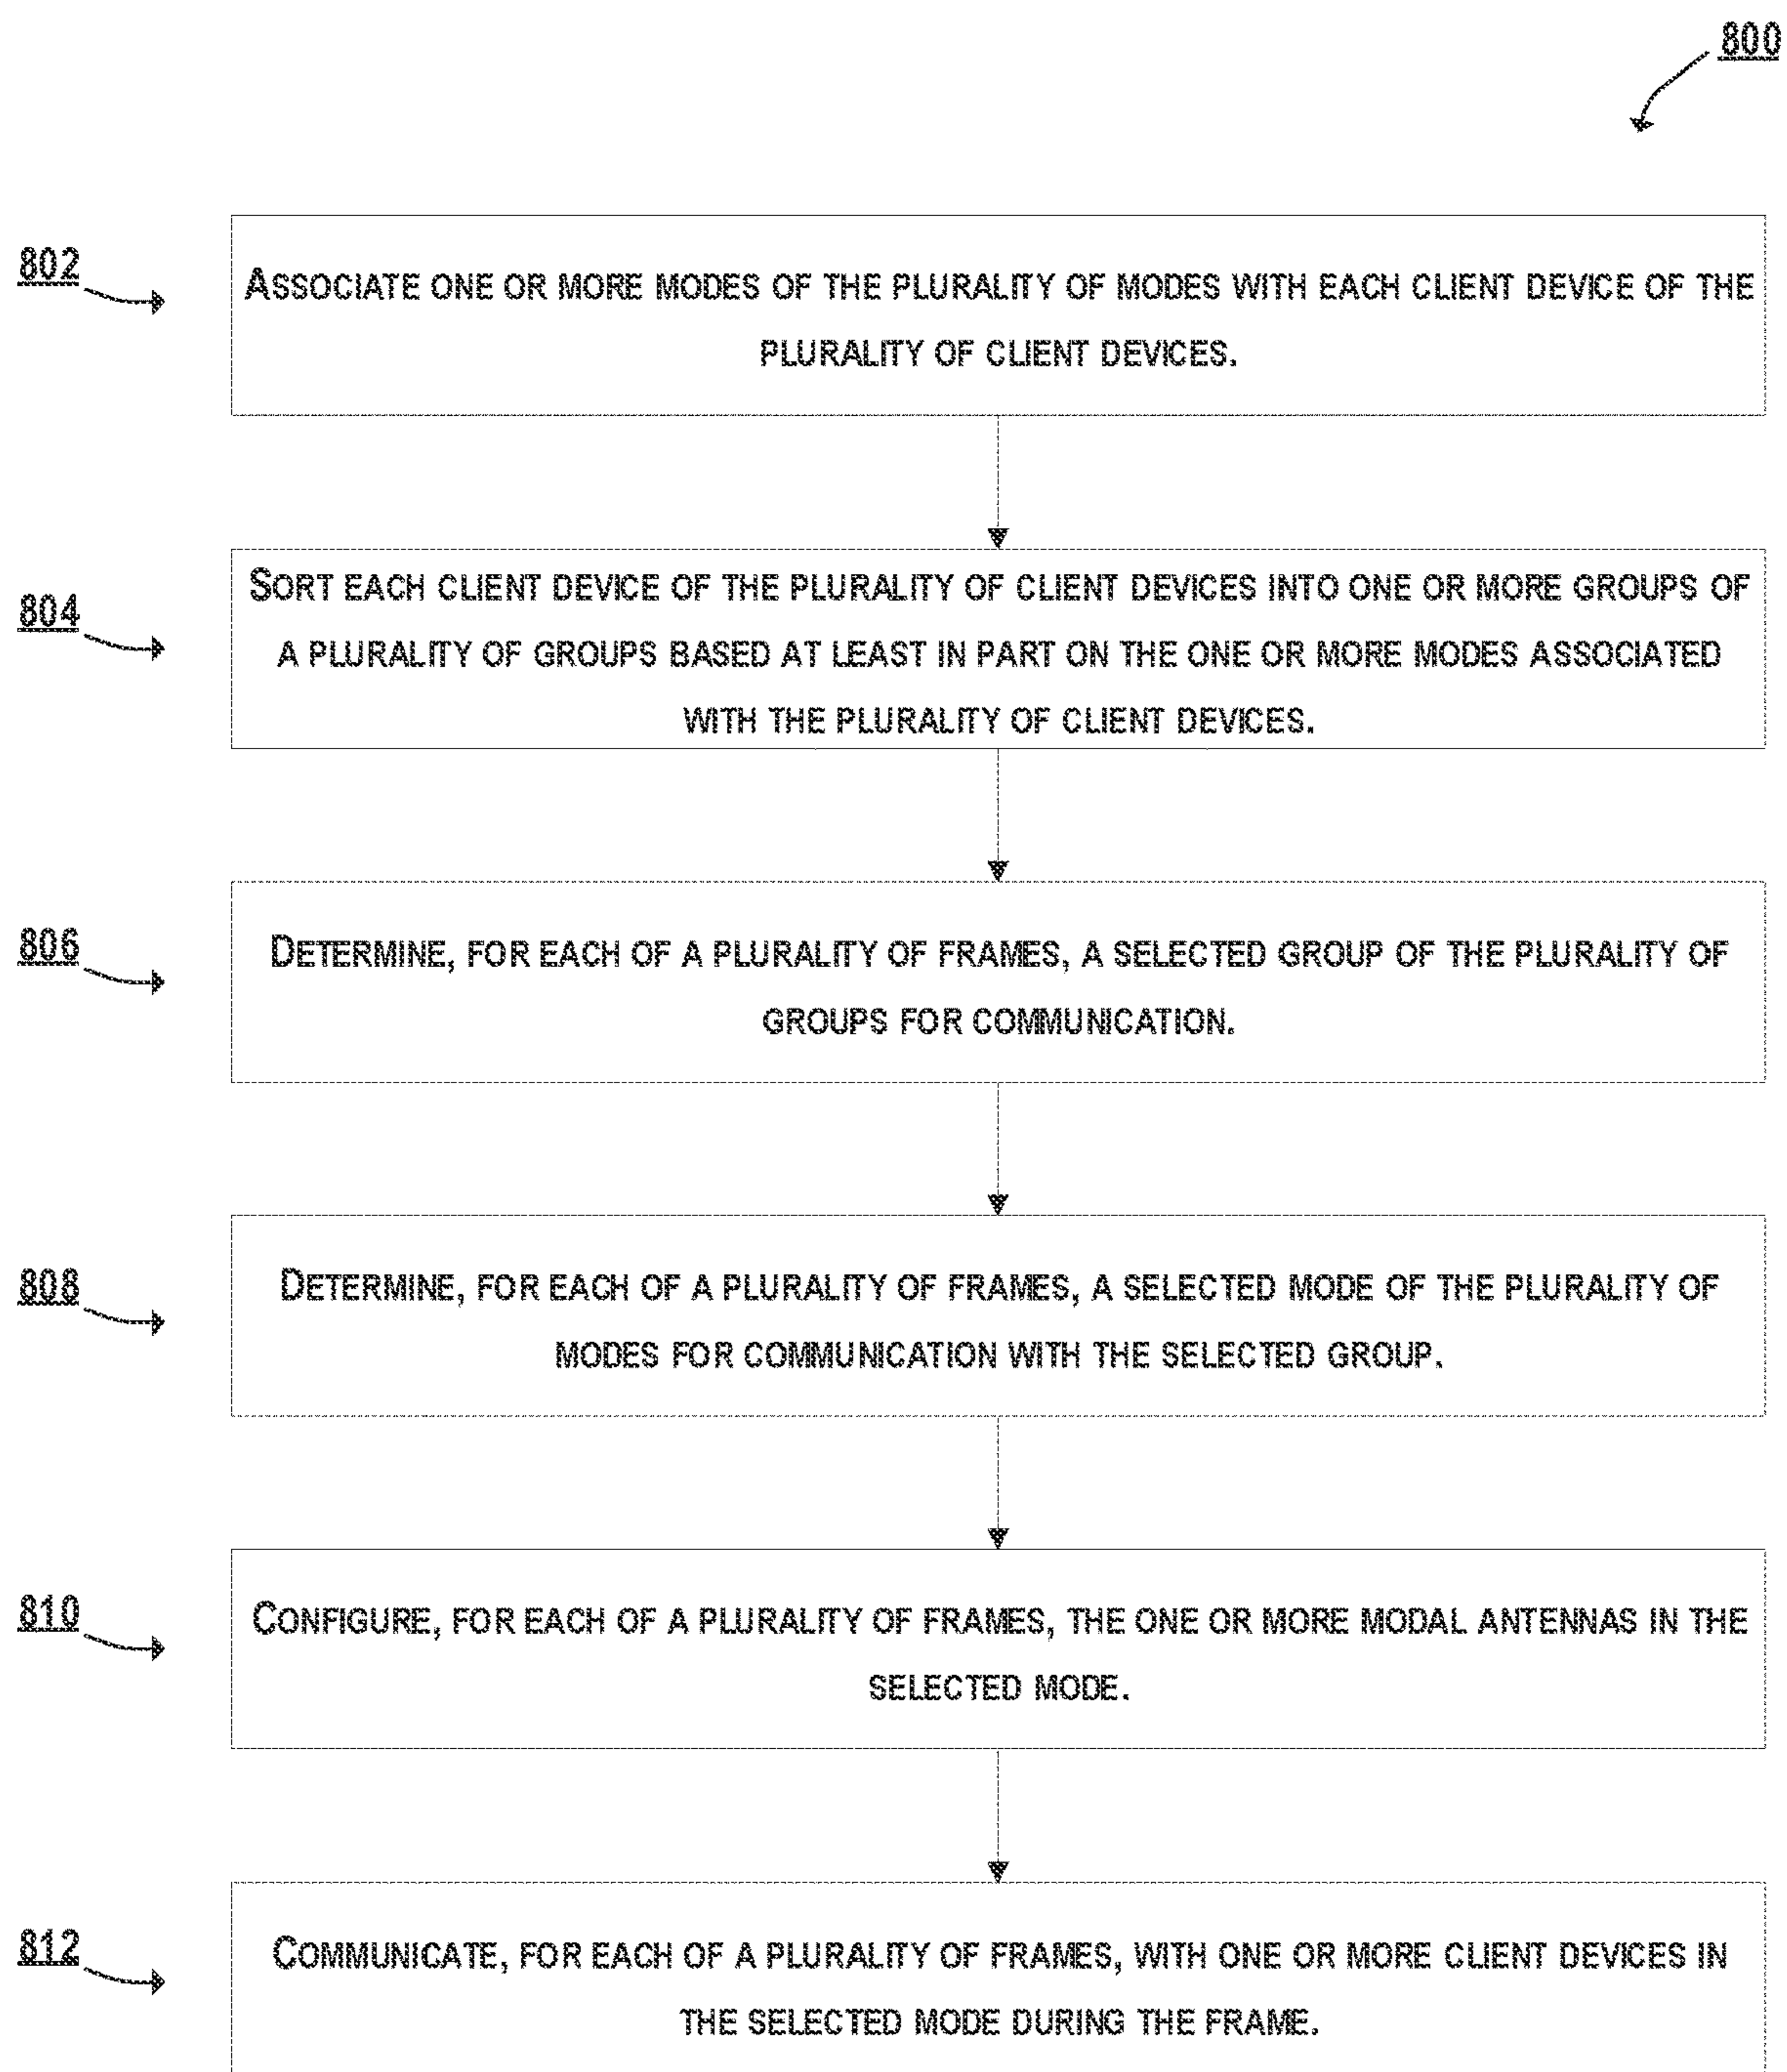 800
802
ASSOCIATE ONE OR MORE MODES OF THE PLURALITY OF MODES WITH EACH CLIENT DEVICE OF THE
PLURALITY OF CLIENT DEVICES.
804
SORT EACH CLIENT DEVICE OF THE PLURALITY OF CLIENT DEVICES INTO ONE OR MORE GROUPS OF
A PLURALITY OF GROUPS BASED AT LEAST IN PART ON THE ONE OR MORE MODES ASSOCIATED
WITH THE PLURALITY OF CLIENT DEVICES.
806
DETERMINE, FOR EACH OF A PLURALITY OF FRAMES, A SELECTED GROUP OF THE PLURALITY OF
GROUPS FOR COMMUNICATION.
808
DETERMINE, FOR EACH OF A PLURALITY OF FRAMES, A SELECTED MODE OF THE PLURALITY OF
MODES FOR COMMUNICATION WITH THE SELECTED GROUP.
810
CONFIGURE, FOR EACH OF A PLURALITY OF FRAMES, THE ONE OR MORE MODAL ANTENNAS IN THE
SELECTED MODE.
812
COMMUNICATE, FOR EACH OF A PLURALITY OF FRAMES, WITH ONE OR MORE CLIENT DEVICES IN
THE SELECTED MODE DURING THE FRAME.